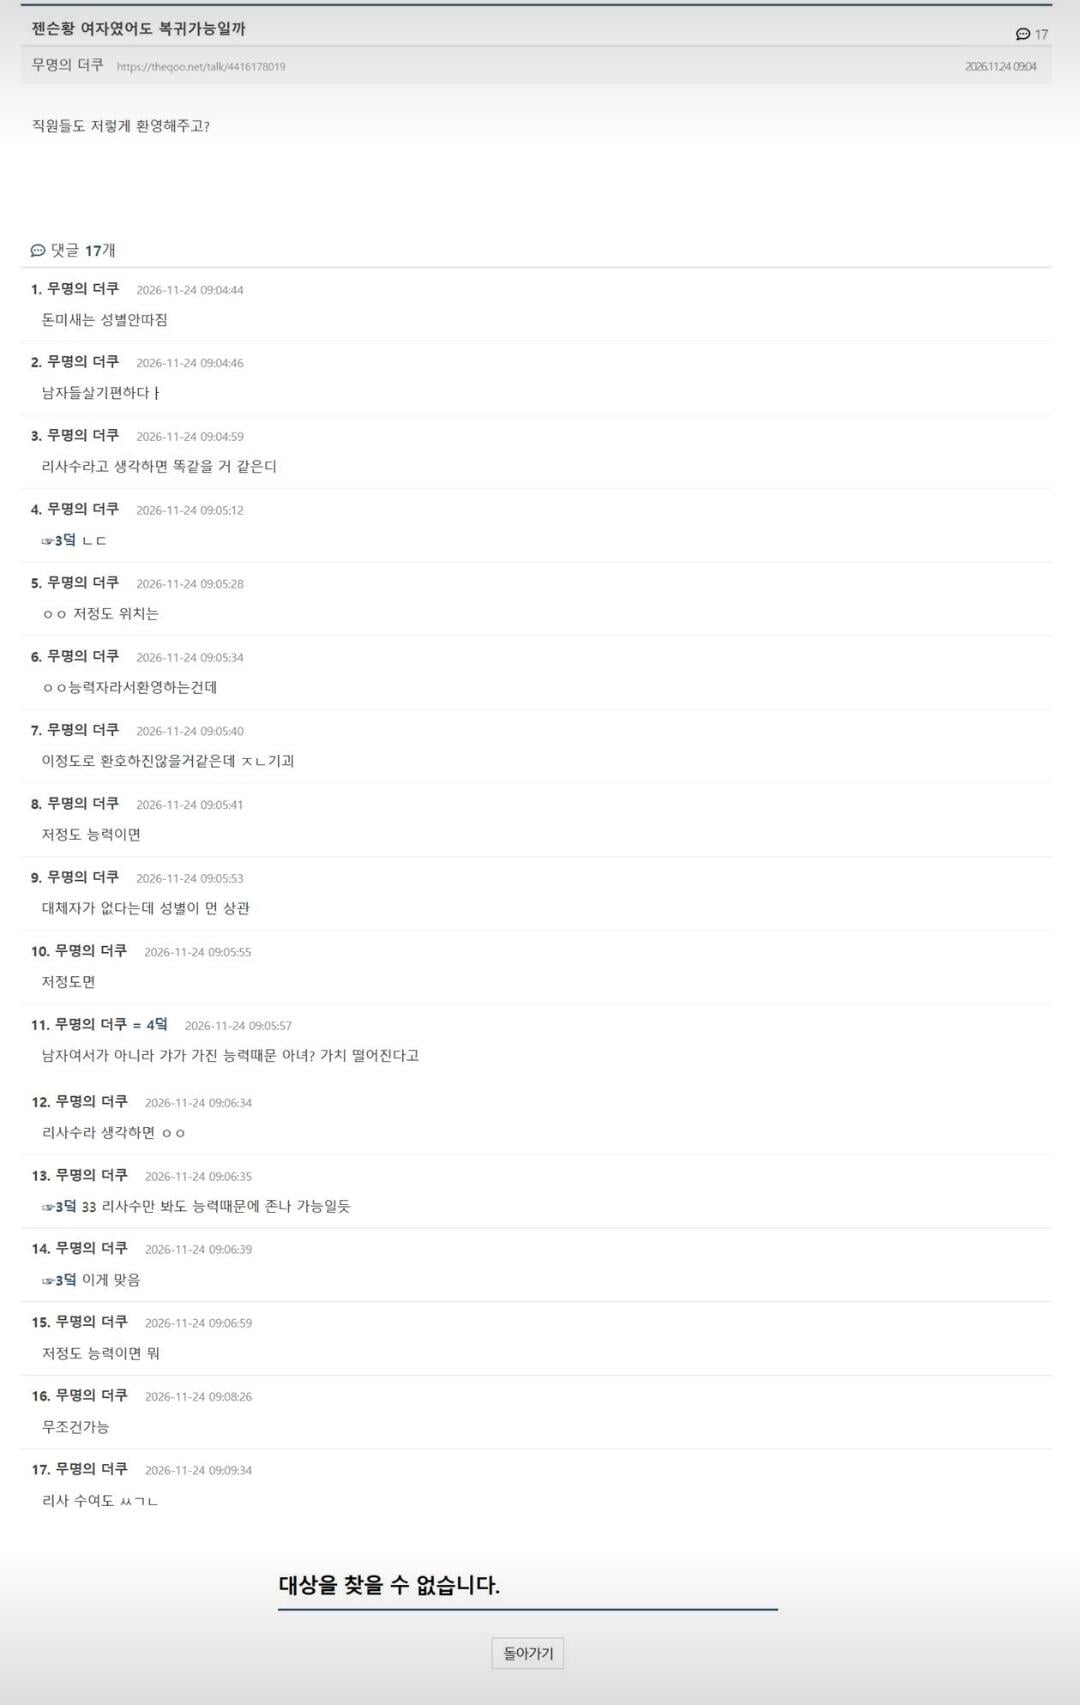 젠슨황 여자였어도 복귀가능일까
17
무명의 더쿠 https://theqoo.net/talk/4416178019
2026.11.24 09:04
직원들도 저렇게 환영해주고?
댓글 17개
1. 무명의 더쿠 2026-11-24 09:04:44
돈미새는 성별안따짐
2. 무명의 더쿠 2026-11-24 09:04:46
남자들살기편하다ㅏ
3. 무명의 더쿠 2026-11-24 09:04:59
리사수라고 생각하면 똑같을 거 같은디
4. 무명의 더쿠 2026-11-24 09:05:12
☞3덬 ㄴㄷ
5. 무명의 더쿠 2026-11-24 09:05:28
ㅇㅇ 저정도 위치는
6. 무명의 더쿠 2026-11-24 09:05:34
ㅇㅇ능력자라서환영하는건데
7. 무명의 더쿠 2026-11-24 09:05:40
이정도로 환호하진않을거같은데 ㅈㄴ기괴
8. 무명의 더쿠 2026-11-24 09:05:41
저정도 능력이면
9. 무명의 더쿠 2026-11-24 09:05:53
대체자가 없다는데 성별이 먼 상관
10. 무명의 더쿠 2026-11-24 09:05:55
저정도면
11. 무명의 더쿠 = 4덬 2026-11-24 09:05:57
남자여서가 아니라 걔가 가진 능력때문 아녀? 가치 떨어진다고
12. 무명의 더쿠 2026-11-24 09:06:34
리사수라 생각하면 ㅇㅇ
13. 무명의 더쿠 2026-11-24 09:06:35
☞3덬 33 리사수만 봐도 능력때문에 존나 가능일듯
14. 무명의 더쿠 2026-11-24 09:06:39
☞3덬 이게 맞음
15. 무명의 더쿠 2026-11-24 09:06:59
저정도 능력이면 뭐
16. 무명의 더쿠 2026-11-24 09:08:26
무조건가능
17. 무명의 더쿠 2026-11-24 09:09:34
리사 수여도 ㅆㄱㄴ
대상을 찾을 수 없습니다.
돌아가기